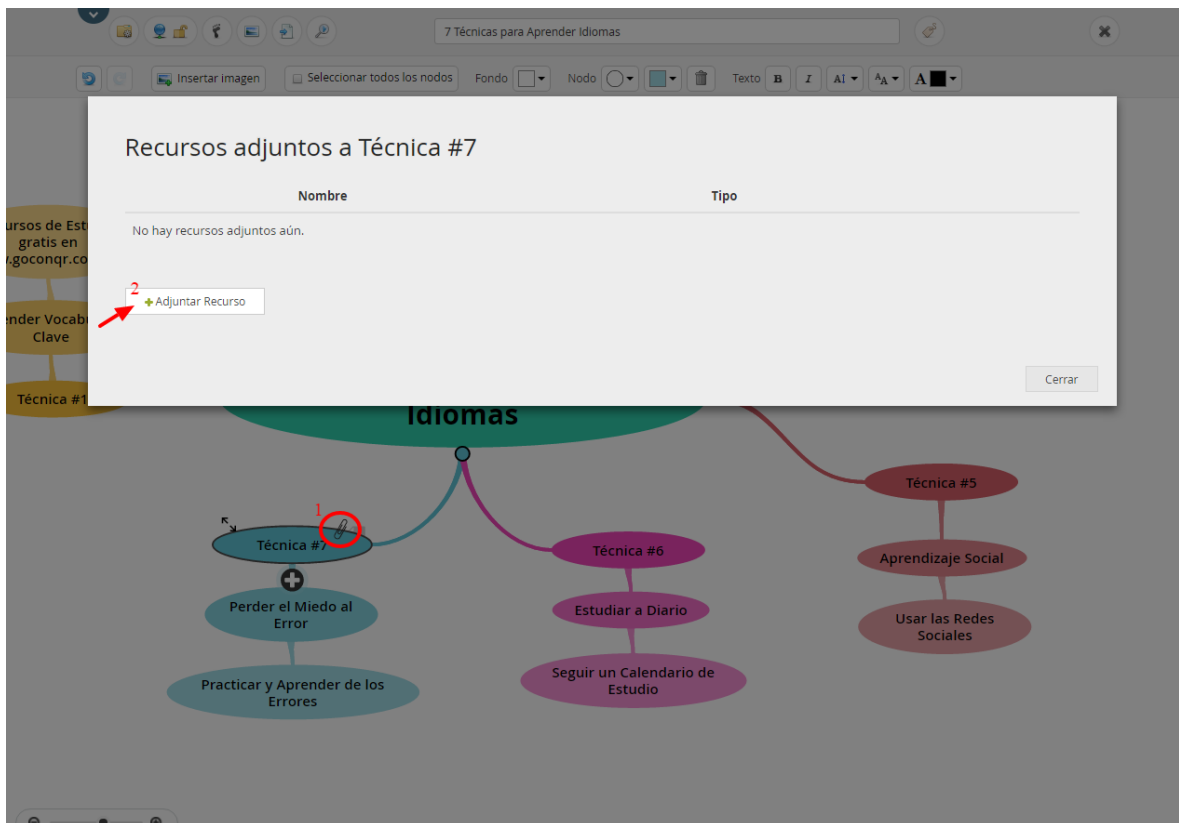 7 Técnicas para Aprender Idiomas
Insertar imagen
Seleccionar todos los nodos
Fondo
Nodo
Texto
B
I
AI
AA
A
Recursos adjuntos a Técnica #7
Nombre
Tipo
No hay recursos adjuntos aún.
2
Adjuntar Recurso
Cerrar
gratis en
Clave
Técnica #1
Idiomas
1
Técnica #7
Perder el Miedo al
Error
Practicar y Aprender de los
Errores
Técnica #6
Estudiar a Diario
Seguir un Calendario de
Estudio
Técnica #5
Aprendizaje Social
Usar las Redes
Sociales